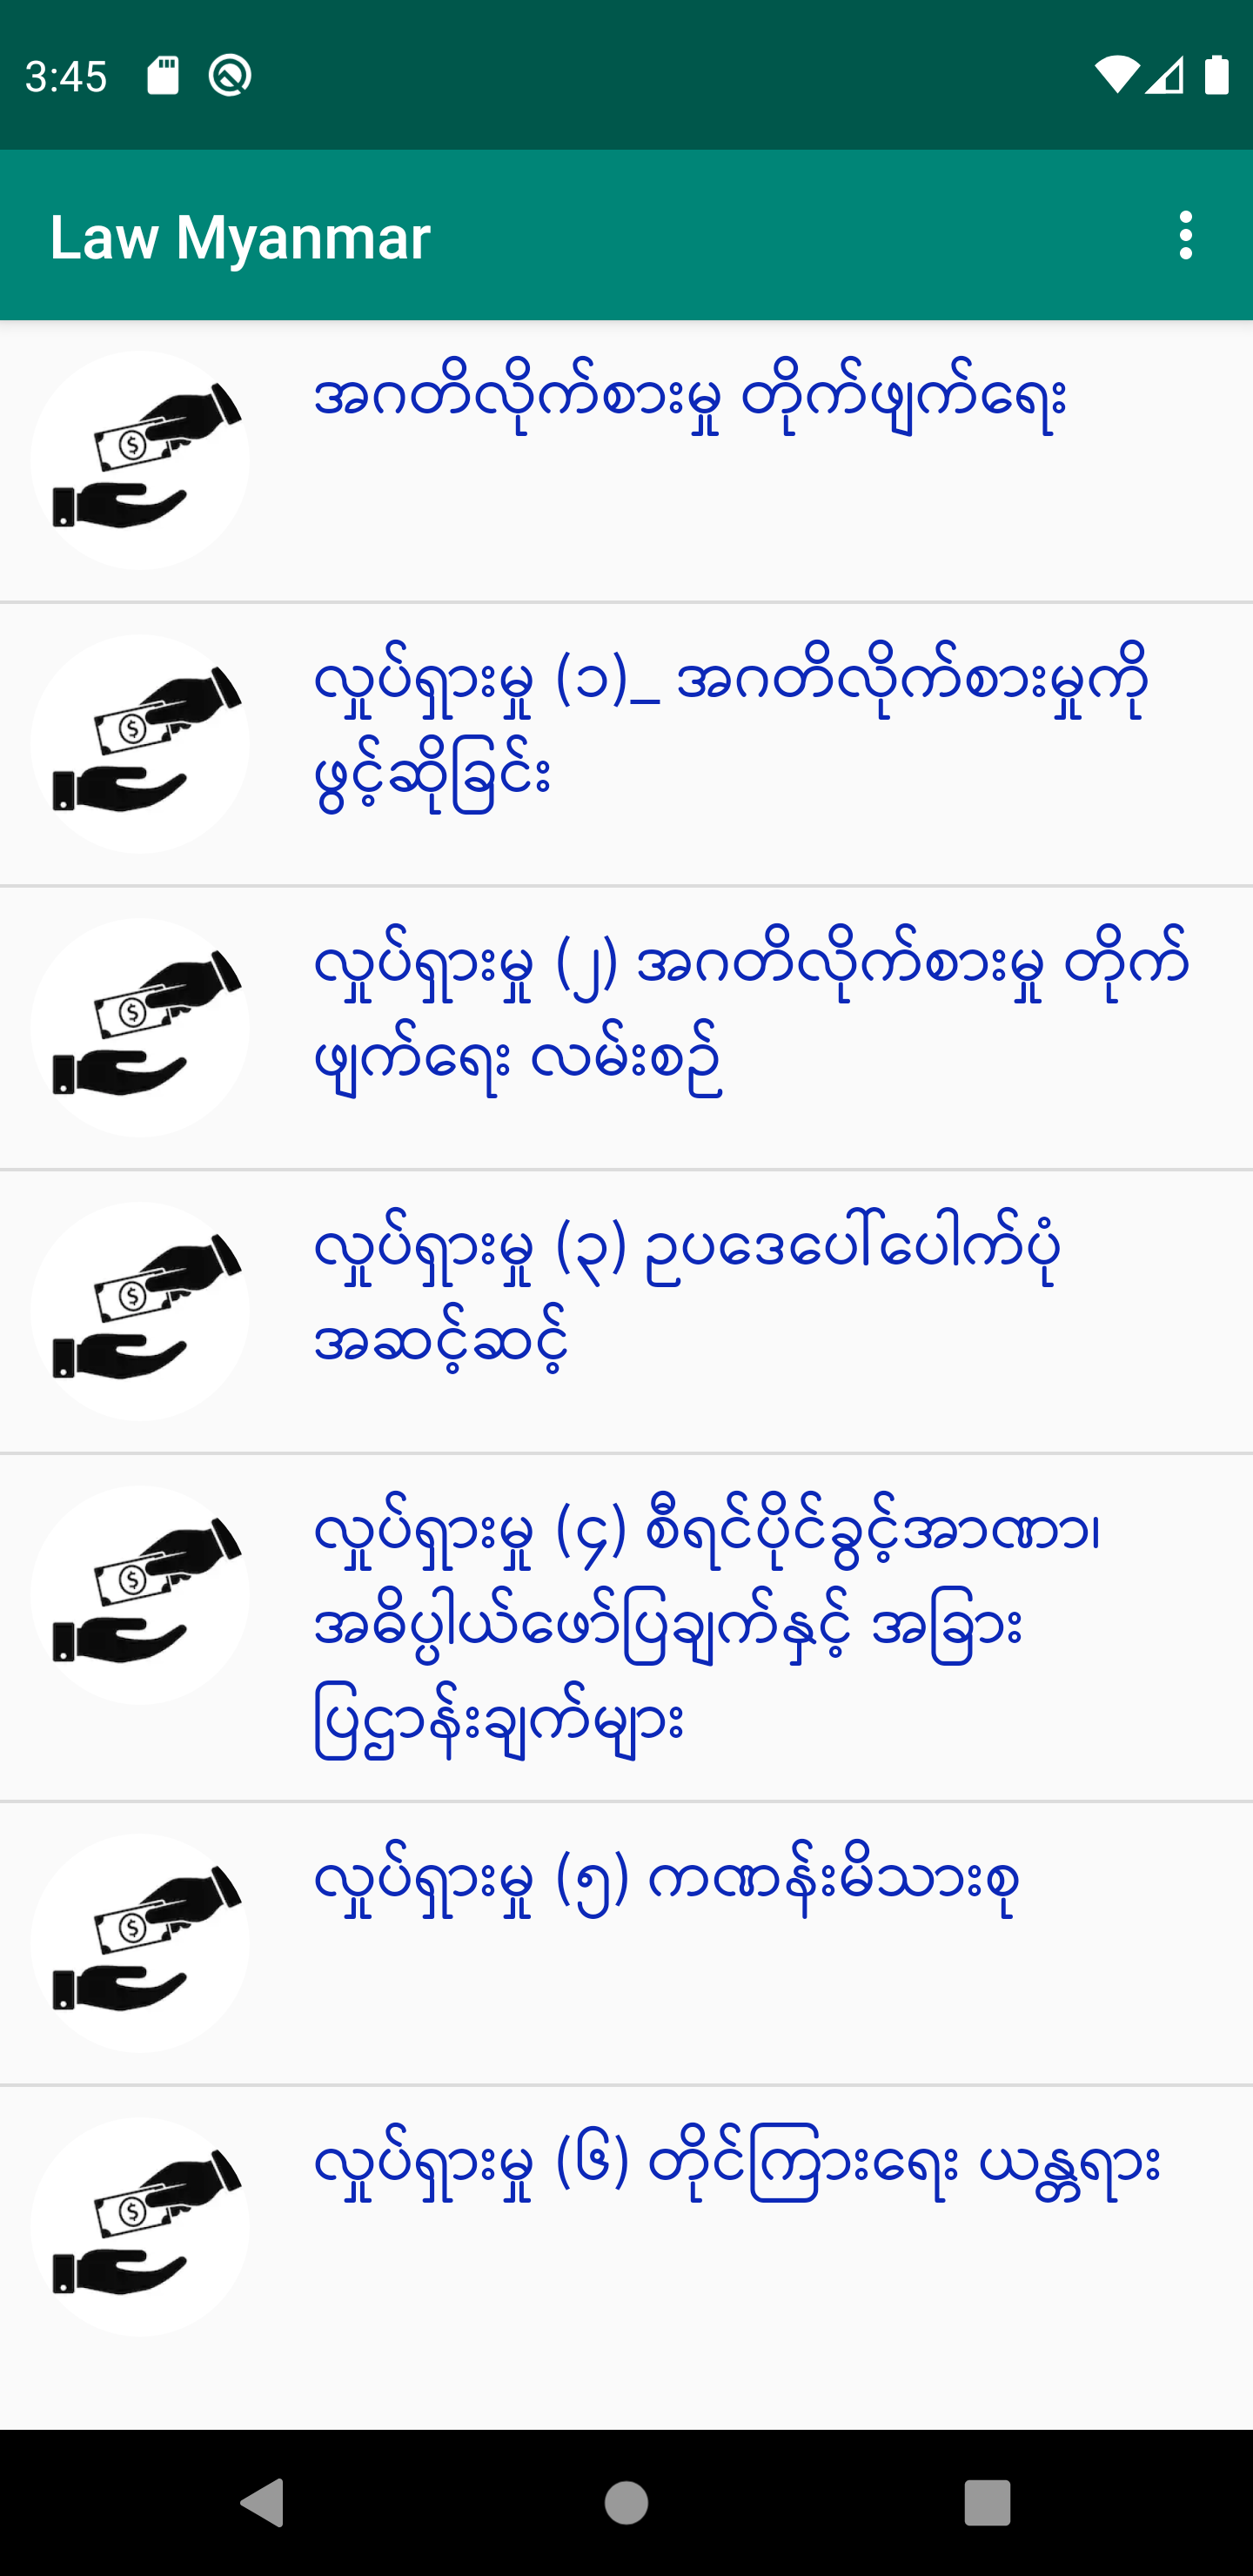 3:45
Law Myanmar
အဂတိလိုက်စားမှု တိုက်ဖျက်ရေး
လှုပ်ရှားမှု (၁)_ အဂတိလိုက်စားမှုကို
ဖွင့်ဆိုခြင်း
လှုပ်ရှားမှု (၂) အဂတိလိုက်စားမှု တိုက်
ဖျက်ရေး လမ်းစဉ်
လှုပ်ရှားမှု (၃) ဥပဒေပေါ်ပေါက်ပုံ
အဆင့်ဆင့်
လှုပ်ရှားမှု (၄) စီရင်ပိုင်ခွင့်အာဏာ၊
အဓိပ္ပါယ်ဖော်ပြချက်နှင့် အခြား
ပြဌာန်းချက်များ
လှုပ်ရှားမှု (၅) ကဏန်းမိသားစု
လှုပ်ရှားမှု (၆) တိုင်ကြားရေး ယန္တရား